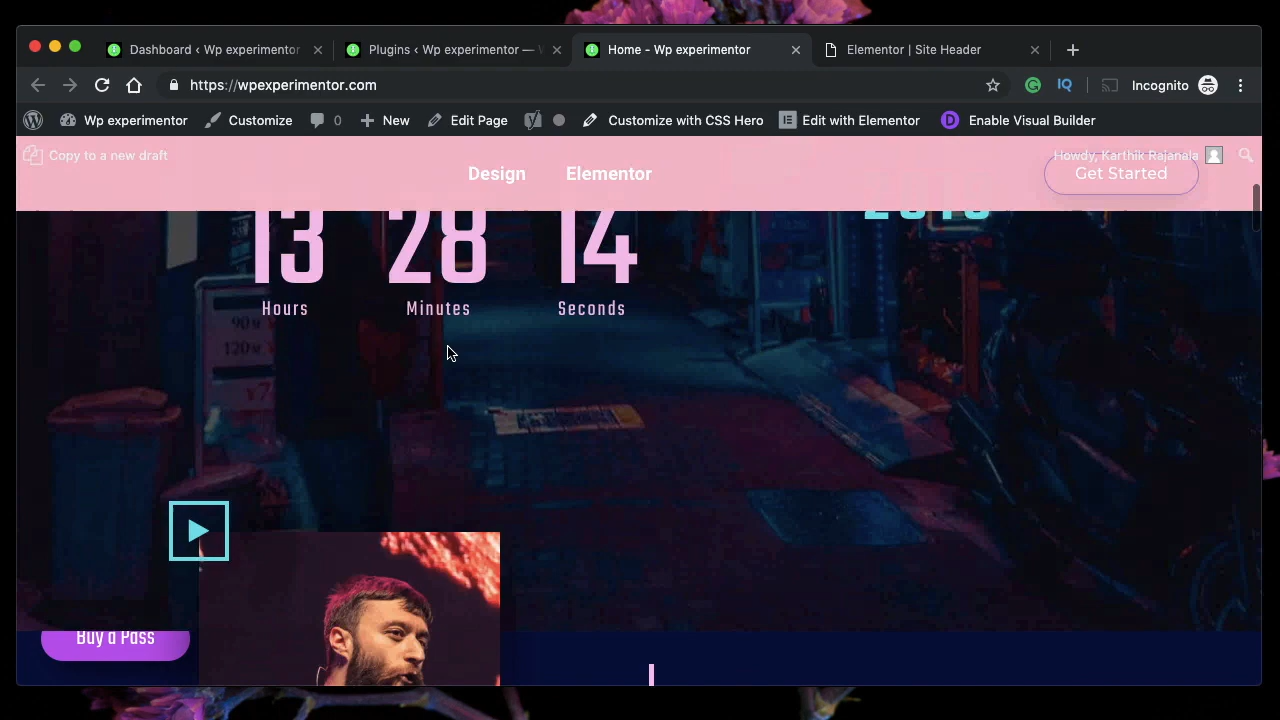 Dashboard ‹ Wp experimentor
Plugins ‹ Wp experimentor —
Home - Wp experimentor
Elementor | Site Header
https://wpexperimentor.com
IQ
Incognito
Wp experimentor
Customize
0
New
Edit Page
Customize with CSS Hero
Edit with Elementor
D
Enable Visual Builder
Copy to a new draft
Howdy, Karthik Rajanala
Design
Elementor
Get Started
13
28
14
Hours
Minutes
Seconds
Buy a Pass